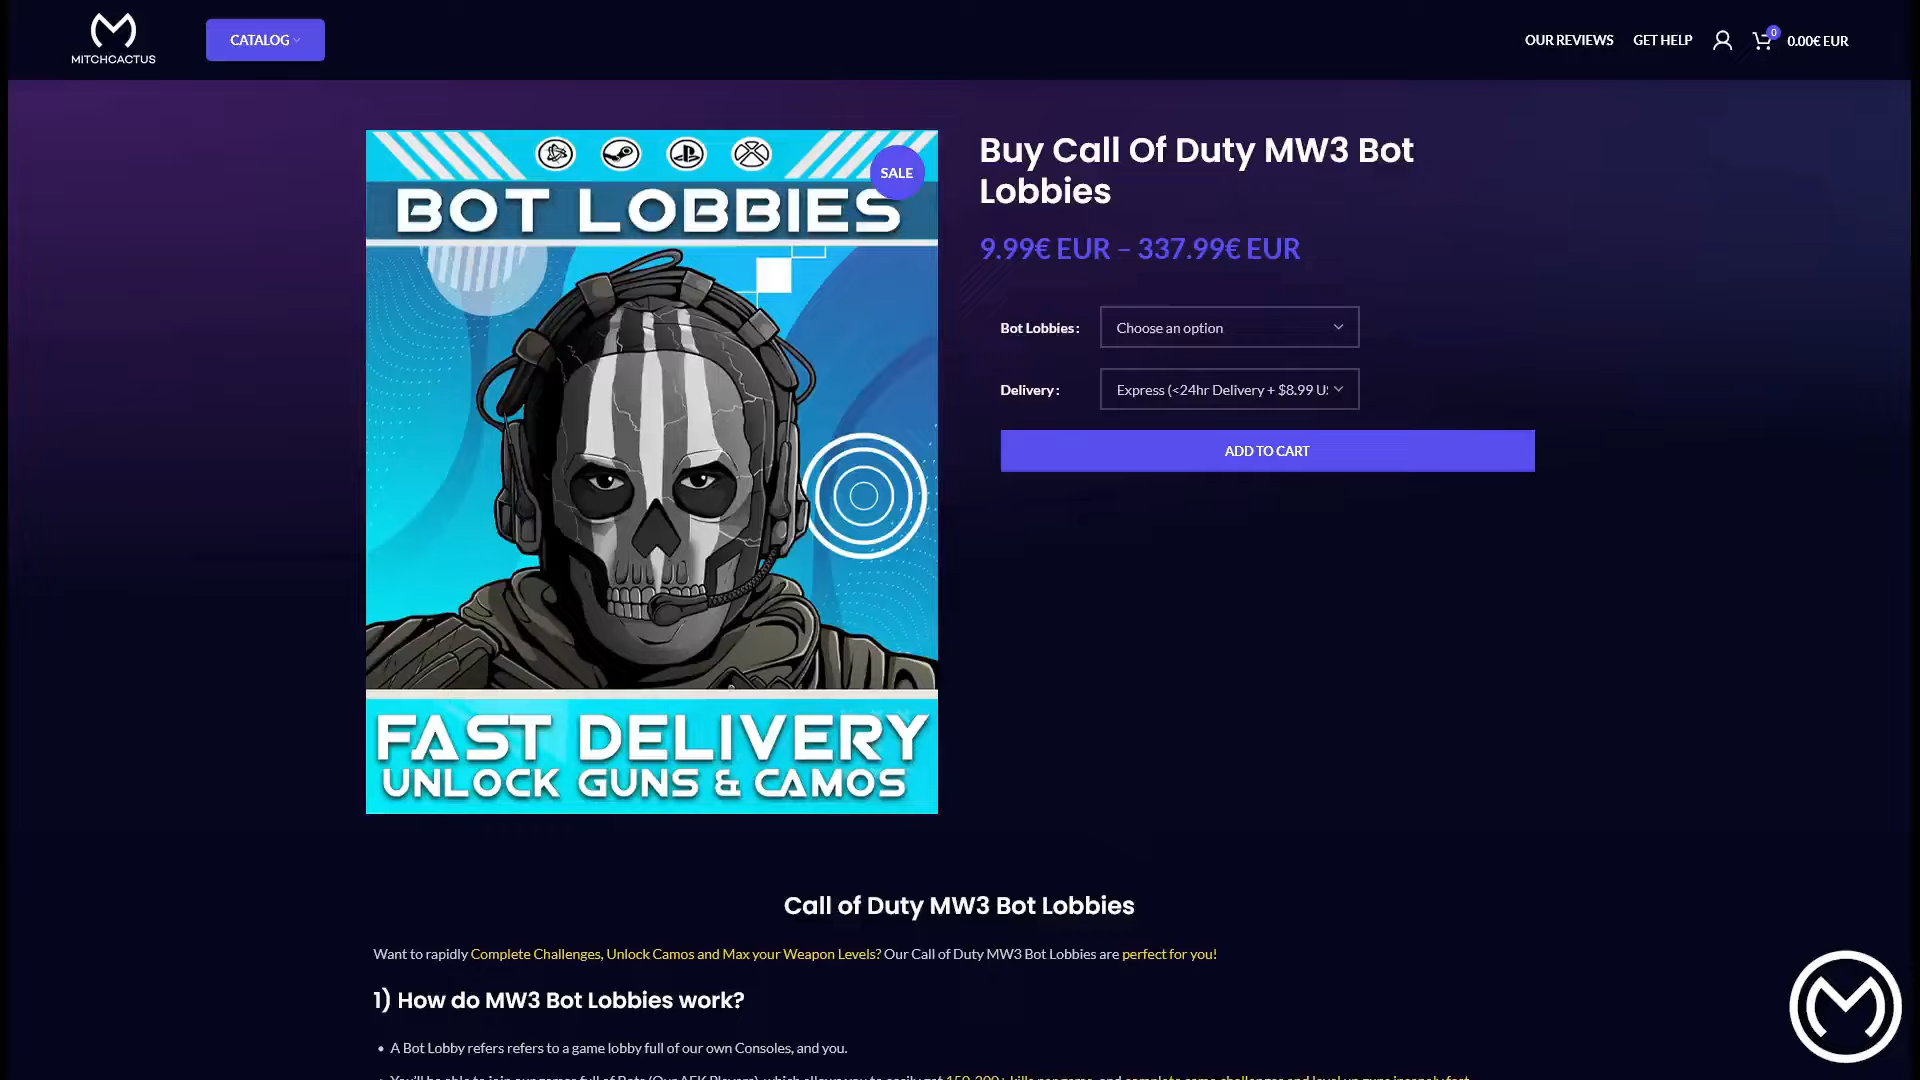 MITCHCACTUS
CATALOG
OUR REVIEWS
GET HELP
0
0.00€ EUR
BOT LOBBIES
SALE
FAST DELIVERY
UNLOCK GUNS & CAMOS
Buy Call Of Duty MW3 Bot
Lobbies
9.99€ EUR – 337.99€ EUR
Bot Lobbies :
Choose an option
Delivery :
Express (<24hr Delivery + $8.99 U
ADD TO CART
Call of Duty MW3 Bot Lobbies
Want to rapidly Complete Challenges, Unlock Camos and Max your Weapon Levels? Our Call of Duty MW3 Bot Lobbies are perfect for you!
1) How do MW3 Bot Lobbies work?
• A Bot Lobby refers refers to a game lobby full of our own Consoles, and you.